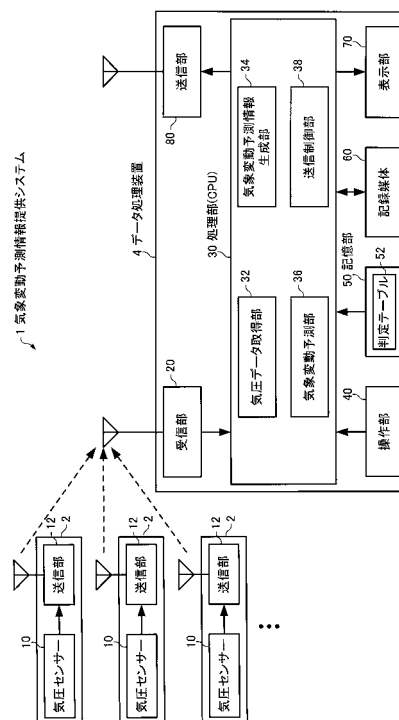 1 気象変動予測情報提供システム
10
気圧センサー
12
2
送信部
10
気圧センサー
12
2
送信部
10
気圧センサー
12
2
送信部
4 データ処理装置
20
受信部
80
送信部
30 処理部(CPU)
32
気圧データ取得部
34
気象変動予測情報
生成部
36
気象変動予測部
38
送信制御部
40
操作部
50 記憶部
52
判定テーブル
60
記録媒体
70
表示部